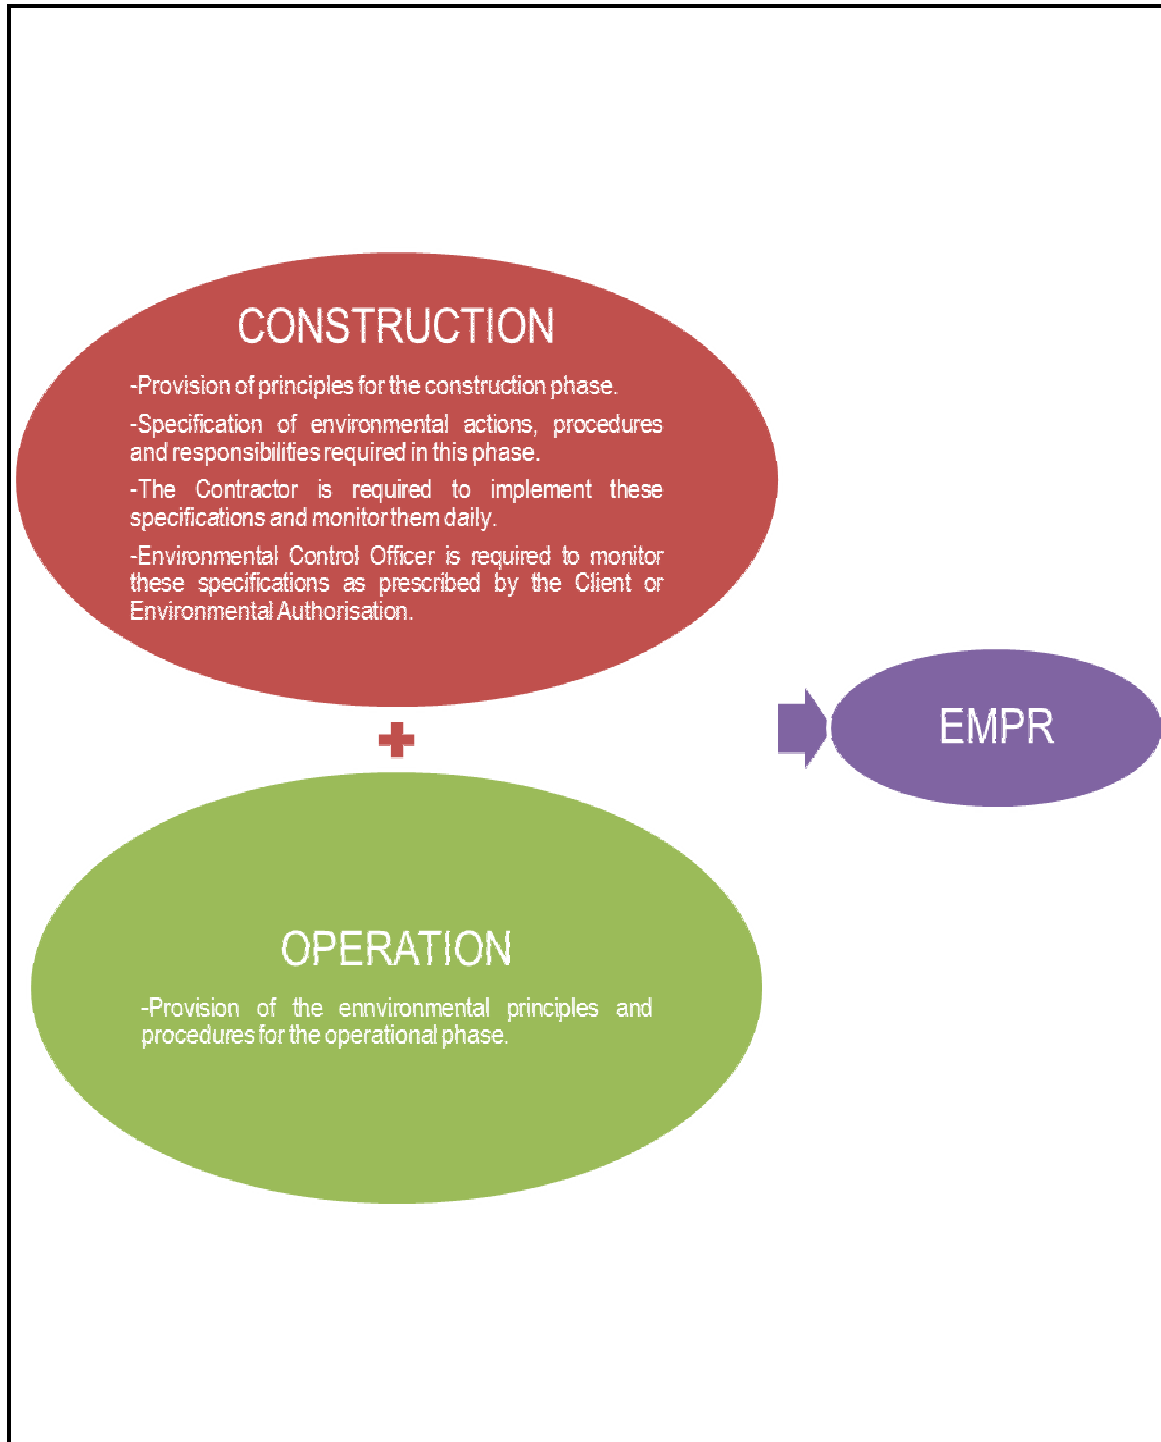 CONSTRUCTION
-Provision of principles for the construction phase.
-Specification of environmental actions, procedures
and responsibilities required in this phase.
-The Contractor is required to implement these
specifications and monitor them daily.
-Environmental Control Officer is required to monitor
these specifications as prescribed by the Client or
Environmental Authorisation.
EMPR
OPERATION
-Provision of the ennvironmental principles and
procedures for the operational phase.